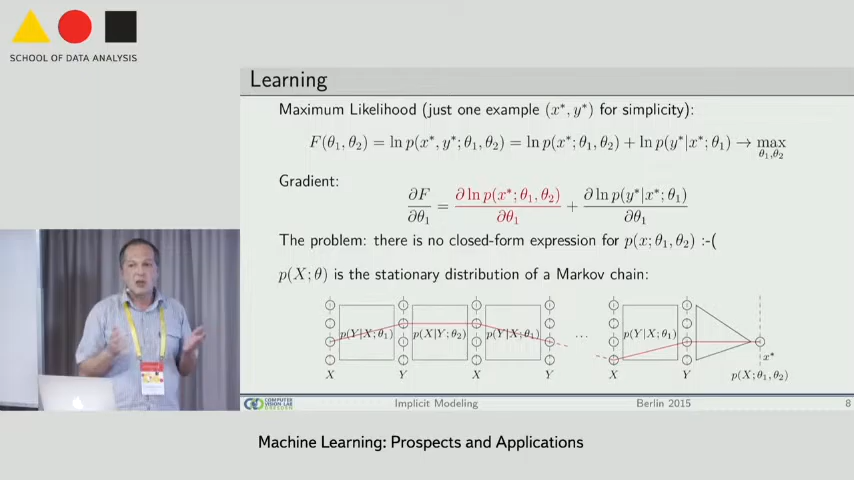 SCHOOL OF DATA ANALYSIS
Learning
Maximum Likelihood (just one example (x*, y*) for simplicity):
F(θ₁, θ₂) = ln p(x*, y*; θ₁, θ₂) = ln p(x*; θ₁, θ₂) + ln p(y*|x*; θ₁) → max θ₁,θ₂
Gradient:
∂F/∂θ₁ = ∂ ln p(x*; θ₁, θ₂)/∂θ₁ + ∂ ln p(y*|x*; θ₁)/∂θ₁
The problem: there is no closed-form expression for p(x; θ₁, θ₂) :-(
p(X; θ) is the stationary distribution of a Markov chain:
p(Y|X; θ₁) p(X|Y; θ₂) p(Y|X; θ₁) ... p(Y|X; θ₁)
x*
X Y X Y X Y p(X; θ₁, θ₂)
COMPUTER VISION LAB DRESDEN
Implicit Modeling
Berlin 2015
8
Machine Learning: Prospects and Applications